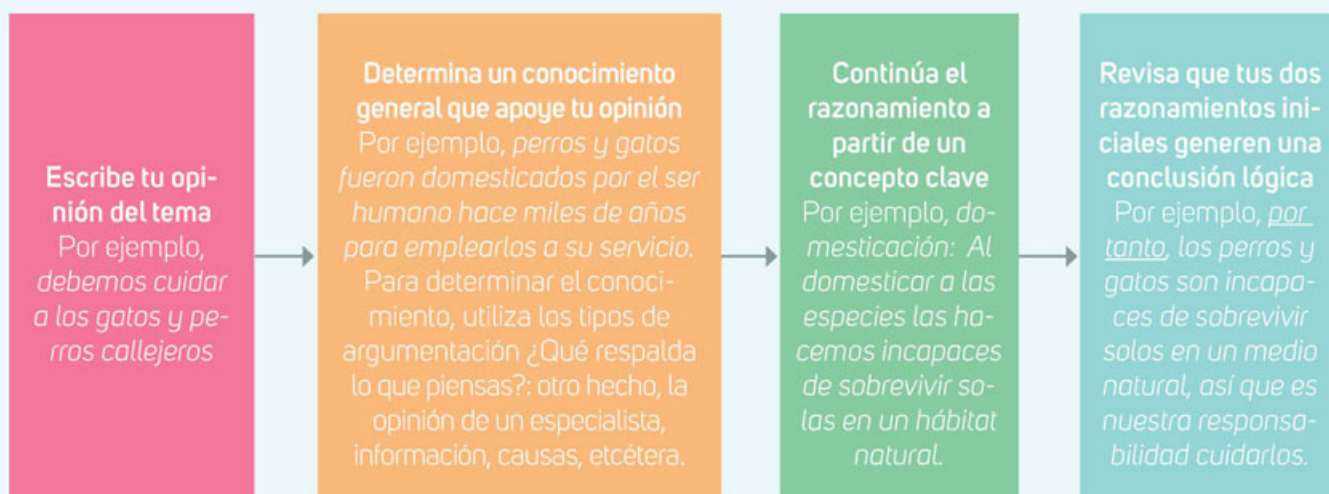 Escribe tu opi-
nión del tema
Por ejemplo,
debemos cuidar
a los gatos y pe-
rros callejeros
Determina un conocimiento
general que apoye tu opinión
Por ejemplo, perros y gatos
fueron domesticados por el ser
humano hace miles de años
para emplearlos a su servicio.
Para determinar el conoci-
miento, utiliza los tipos de
argumentación ¿Qué respalda
lo que piensas?: otro hecho, la
opinión de un especialista,
información, causas, etcétera.
Continúa el
razonamiento a
partir de un
concepto clave
Por ejemplo, do-
mesticación: Al
domesticar a las
especies las ha-
cemos incapaces
de sobrevivir so-
las en un hábitat
natural.
Revisa que tus dos
razonamientos ini-
ciales generen una
conclusión lógica
Por ejemplo, por
tanto, los perros y
gatos son incapa-
ces de sobrevivir
solos en un medio
natural, así que es
nuestra responsa-
bilidad cuidarlos.